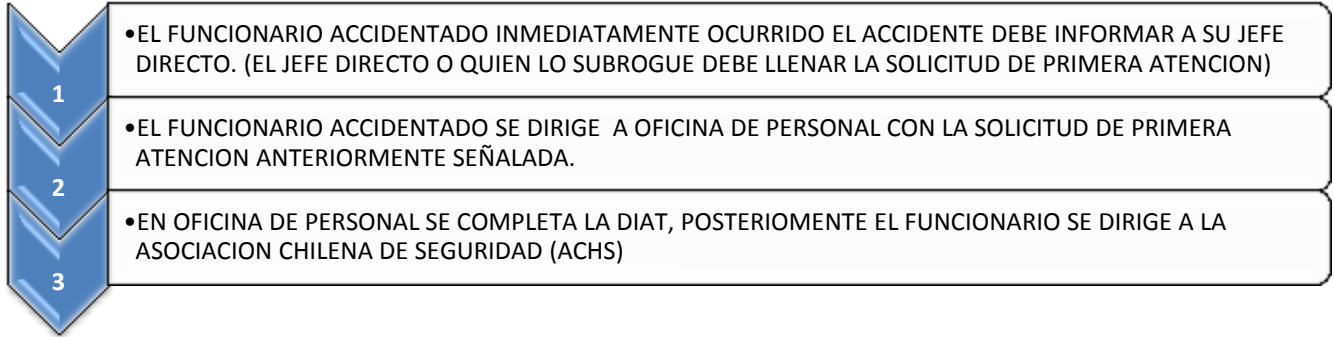 •EL FUNCIONARIO ACCIDENTADO INMEDIATAMENTE OCURRIDO EL ACCIDENTE DEBE INFORMAR A SU JEFE
DIRECTO. (EL JEFE DIRECTO O QUIEN LO SUBROGUE DEBE LLENAR LA SOLICITUD DE PRIMERA ATENCION)
1
•EL FUNCIONARIO ACCIDENTADO SE DIRIGE A OFICINA DE PERSONAL CON LA SOLICITUD DE PRIMERA
ATENCION ANTERIORMENTE SEÑALADA.
2
•EN OFICINA DE PERSONAL SE COMPLETA LA DIAT, POSTERIOMENTE EL FUNCIONARIO SE DIRIGE A LA
ASOCIACION CHILENA DE SEGURIDAD (ACHS)
3